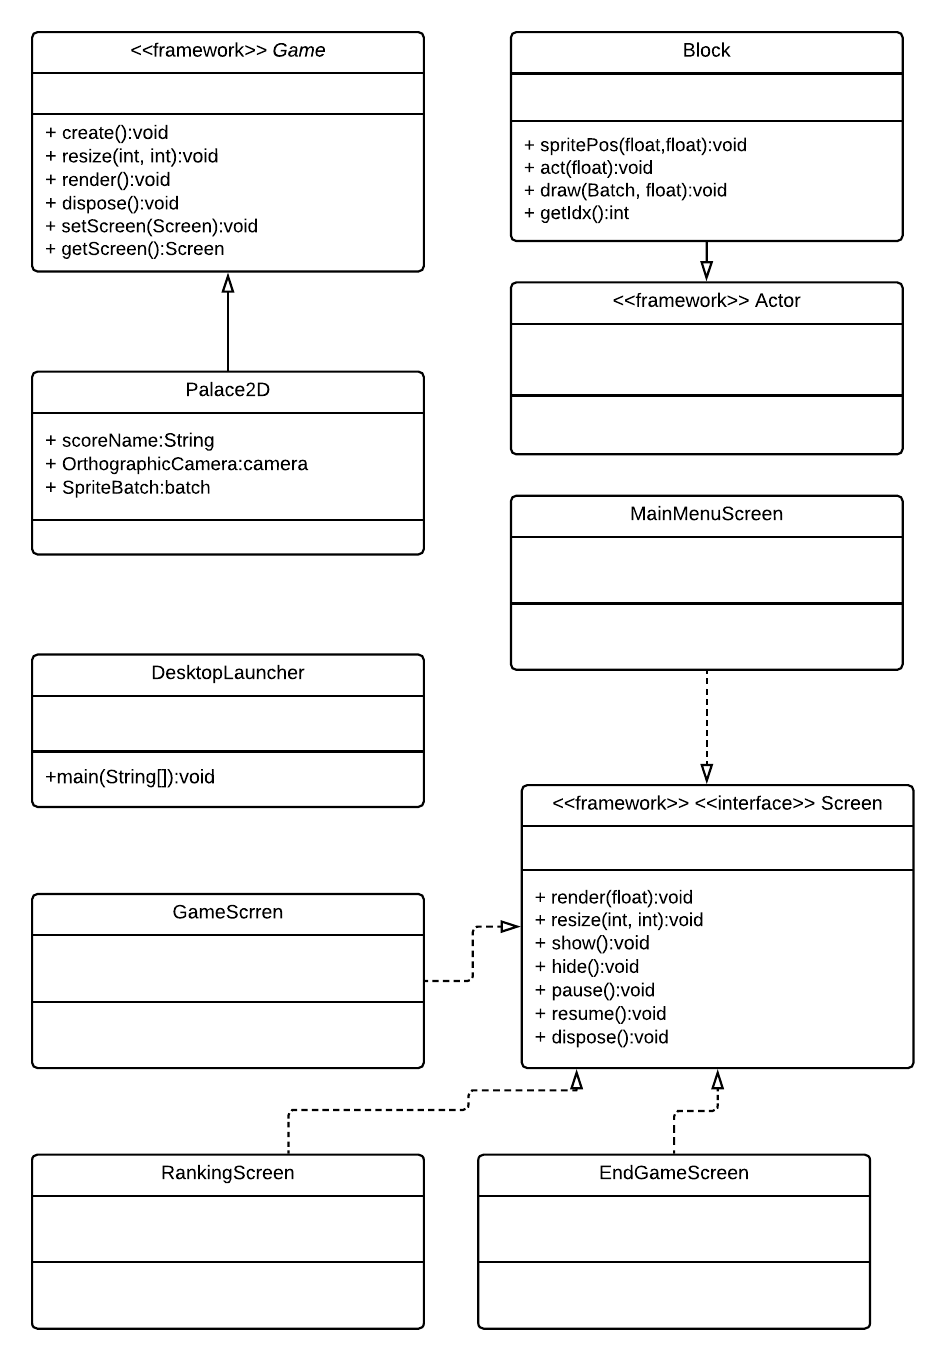 <<framework>> Game
+ create():void
+ resize(int, int):void
+ render():void
+ dispose():void
+ setScreen(Screen):void
+ getScreen():Screen
Block
+ spritePos(float,float):void
+ act(float):void
+ draw(Batch, float):void
+ getIdx():int
<<framework>> Actor
Palace2D
+ scoreName:String
+ OrthographicCamera:camera
+ SpriteBatch:batch
MainMenuScreen
DesktopLauncher
+main(String[]):void
<<framework>> <<interface>> Screen
+ render(float):void
+ resize(int, int):void
+ show():void
+ hide():void
+ pause():void
+ resume():void
+ dispose():void
GameScrren
RankingScreen
EndGameScreen